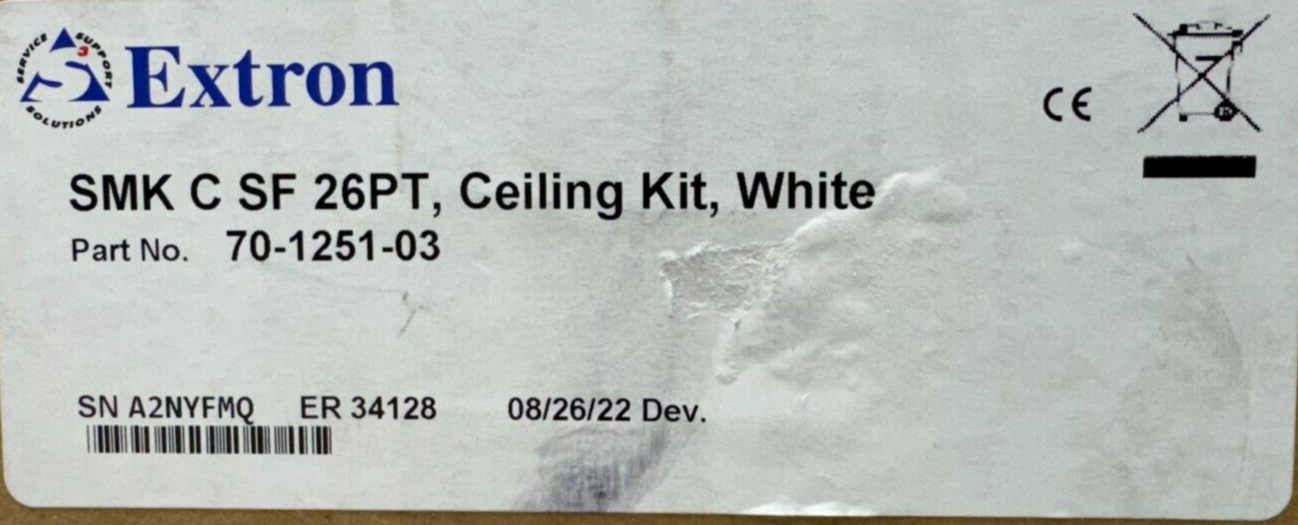 SERVICE SUPPORT SOLUTIONS
S3
Extron
CE
SMK C SF 26PT, Ceiling Kit, White
Part No. 70-1251-03
SN A2NYFMQ ER 34128 08/26/22 Dev.